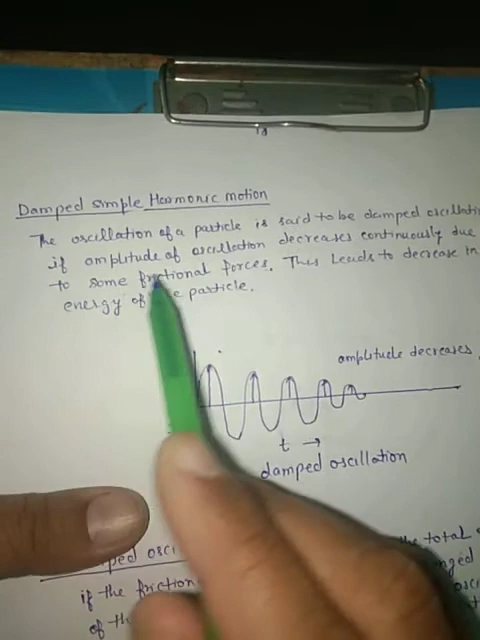 Damped simple Harmonic motion
The oscillation of a particle is said to be damped
if amplitude of oscillation decreases continuously due
to some frictional forces. This Leads to decrease in
energy of particle.
amplitude decreases
t →
damped oscillation
total
if the friction
of